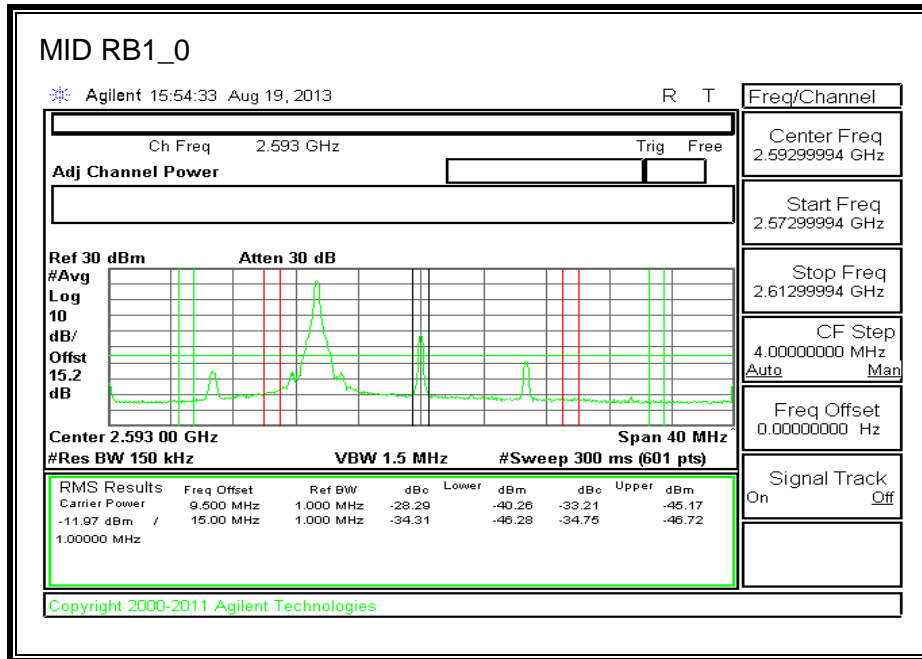 MID RB1_0
Agilent 15:54:33 Aug 19, 2013 R T
Freq/Channel
Ch Freq 2.593 GHz Trig Free
Adj Channel Power
Center Freq
2.59299994 GHz
Start Freq
2.57299994 GHz
Stop Freq
2.61299994 GHz
CF Step
4.00000000 MHz
Auto Man
Freq Offset
0.00000000 Hz
Signal Track
On Off
Ref 30 dBm Atten 30 dB
#Avg
Log
10
dB/
Offst
15.2
dB
Center 2.593 00 GHz Span 40 MHz^
#Res BW 150 kHz VBW 1.5 MHz #Sweep 300 ms (601 pts)
RMS Results Freq Offset Ref BW dBc Lower dBm dBc Upper dBm
Carrier Power 9.500 MHz 1.000 MHz -28.29 -40.26 -33.21 -45.17
-11.97 dBm / 15.00 MHz 1.000 MHz -34.31 -46.28 -34.75 -46.72
1.00000 MHz
Copyright 2000-2011 Agilent Technologies